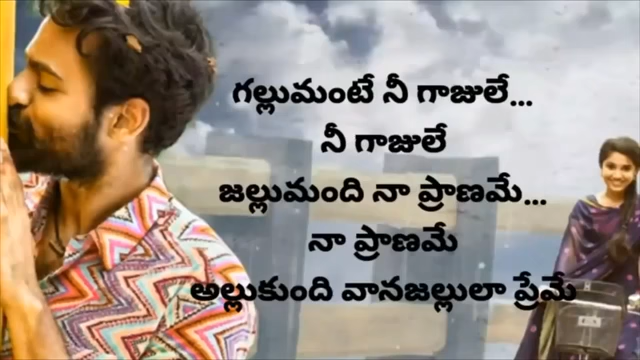 గల్లుమంటే నీ గాజులే...
నీ గాజులే
జల్లుమంది నా ప్రాణమే...
నా ప్రాణమే
అల్లుకుంది వానజల్లులా ప్రేమే